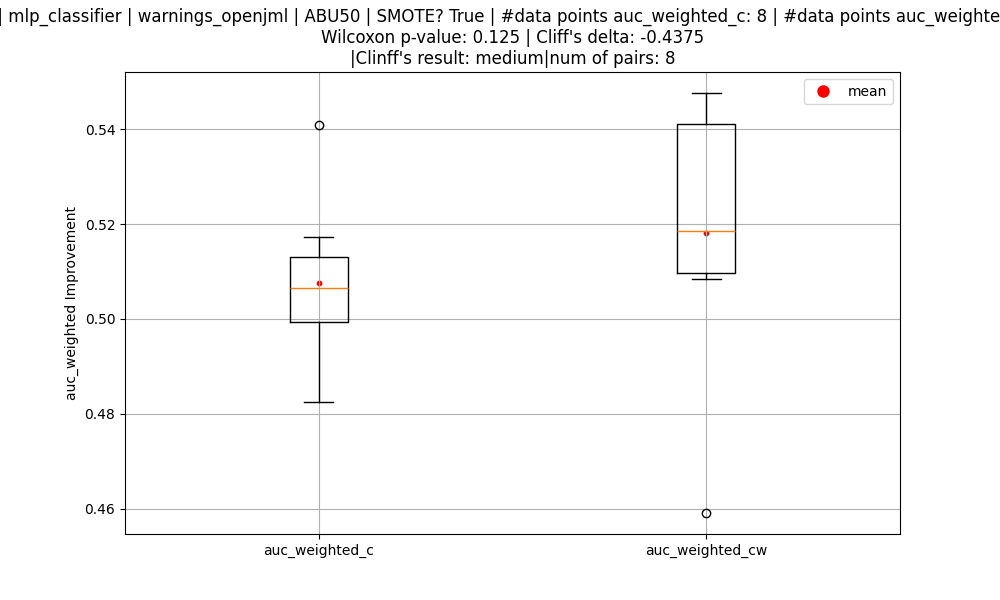 | mlp_classifier | warnings_openjml | ABU50 | SMOTE? True | #data points auc_weighted_c: 8 | #data points auc_weighte
Wilcoxon p-value: 0.125 | Cliff's delta: -0.4375
|Clinff's result: medium|num of pairs: 8
mean
0.54
0.52
0.50
0.48
0.46
auc_weighted Improvement
auc_weighted_c
auc_weighted_cw